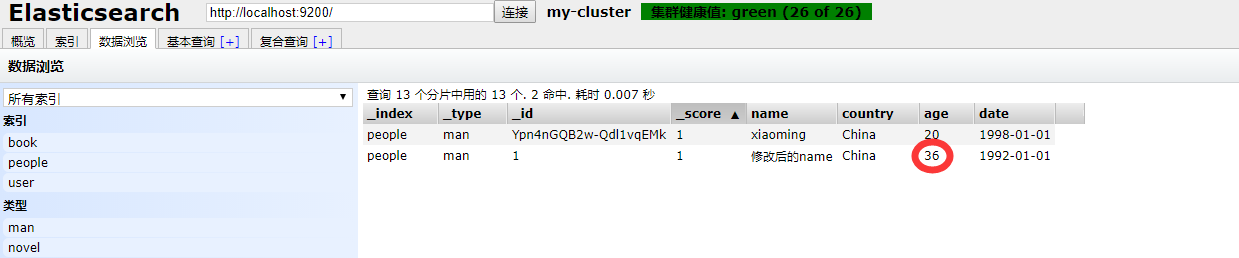 Elasticsearch http://localhost:9200/ 连接 my-cluster 集群健康值: green (26 of 26)
概览 索引 数据浏览 基本查询 [+] 复合查询 [+]
数据浏览
所有索引
索引
book
people
user
类型
man
novel
查询 13 个分片中用的 13 个. 2 命中. 耗时 0.007 秒
_index _type _id _score ▲ name country age date
people man Ypn4nGQB2w-Qdl1vqEMk 1 xiaoming China 20 1998-01-01
people man 1 1 修改后的name China 36 1992-01-01